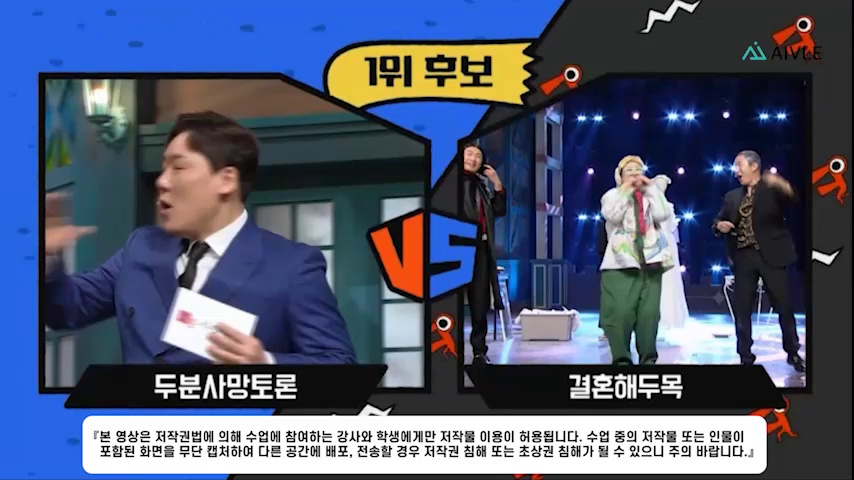 1위 후보
AIVLE
VS
두분사망토론
결혼해두목
『본 영상은 저작권법에 의해 수업에 참여하는 강사와 학생에게만 저작물 이용이 허용됩니다. 수업 중의 저작물 또는 인물이
포함된 화면을 무단 캡처하여 다른 공간에 배포, 전송할 경우 저작권 침해 또는 초상권 침해가 될 수 있으니 주의 바랍니다.』